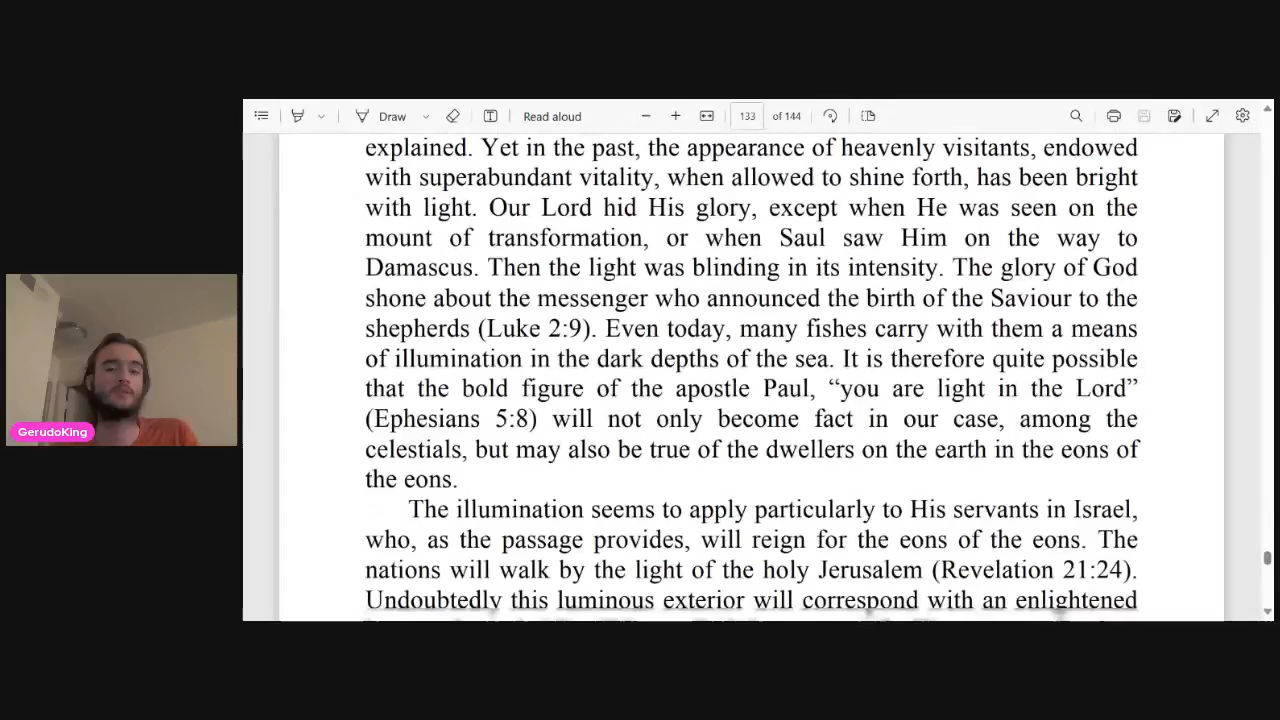 Draw
Read aloud
133
of 144
explained. Yet in the past, the appearance of heavenly visitants, endowed
with superabundant vitality, when allowed to shine forth, has been bright
with light. Our Lord hid His glory, except when He was seen on the
mount of transformation, or when Saul saw Him on the way to
Damascus. Then the light was blinding in its intensity. The glory of God
shone about the messenger who announced the birth of the Saviour to the
shepherds (Luke 2:9). Even today, many fishes carry with them a means
of illumination in the dark depths of the sea. It is therefore quite possible
that the bold figure of the apostle Paul, “you are light in the Lord”
(Ephesians 5:8) will not only become fact in our case, among the
celestials, but may also be true of the dwellers on the earth in the eons of
the eons.
The illumination seems to apply particularly to His servants in Israel,
who, as the passage provides, will reign for the eons of the eons. The
nations will walk by the light of the holy Jerusalem (Revelation 21:24).
Undoubtedly this luminous exterior will correspond with an enlightened
GerudoKing